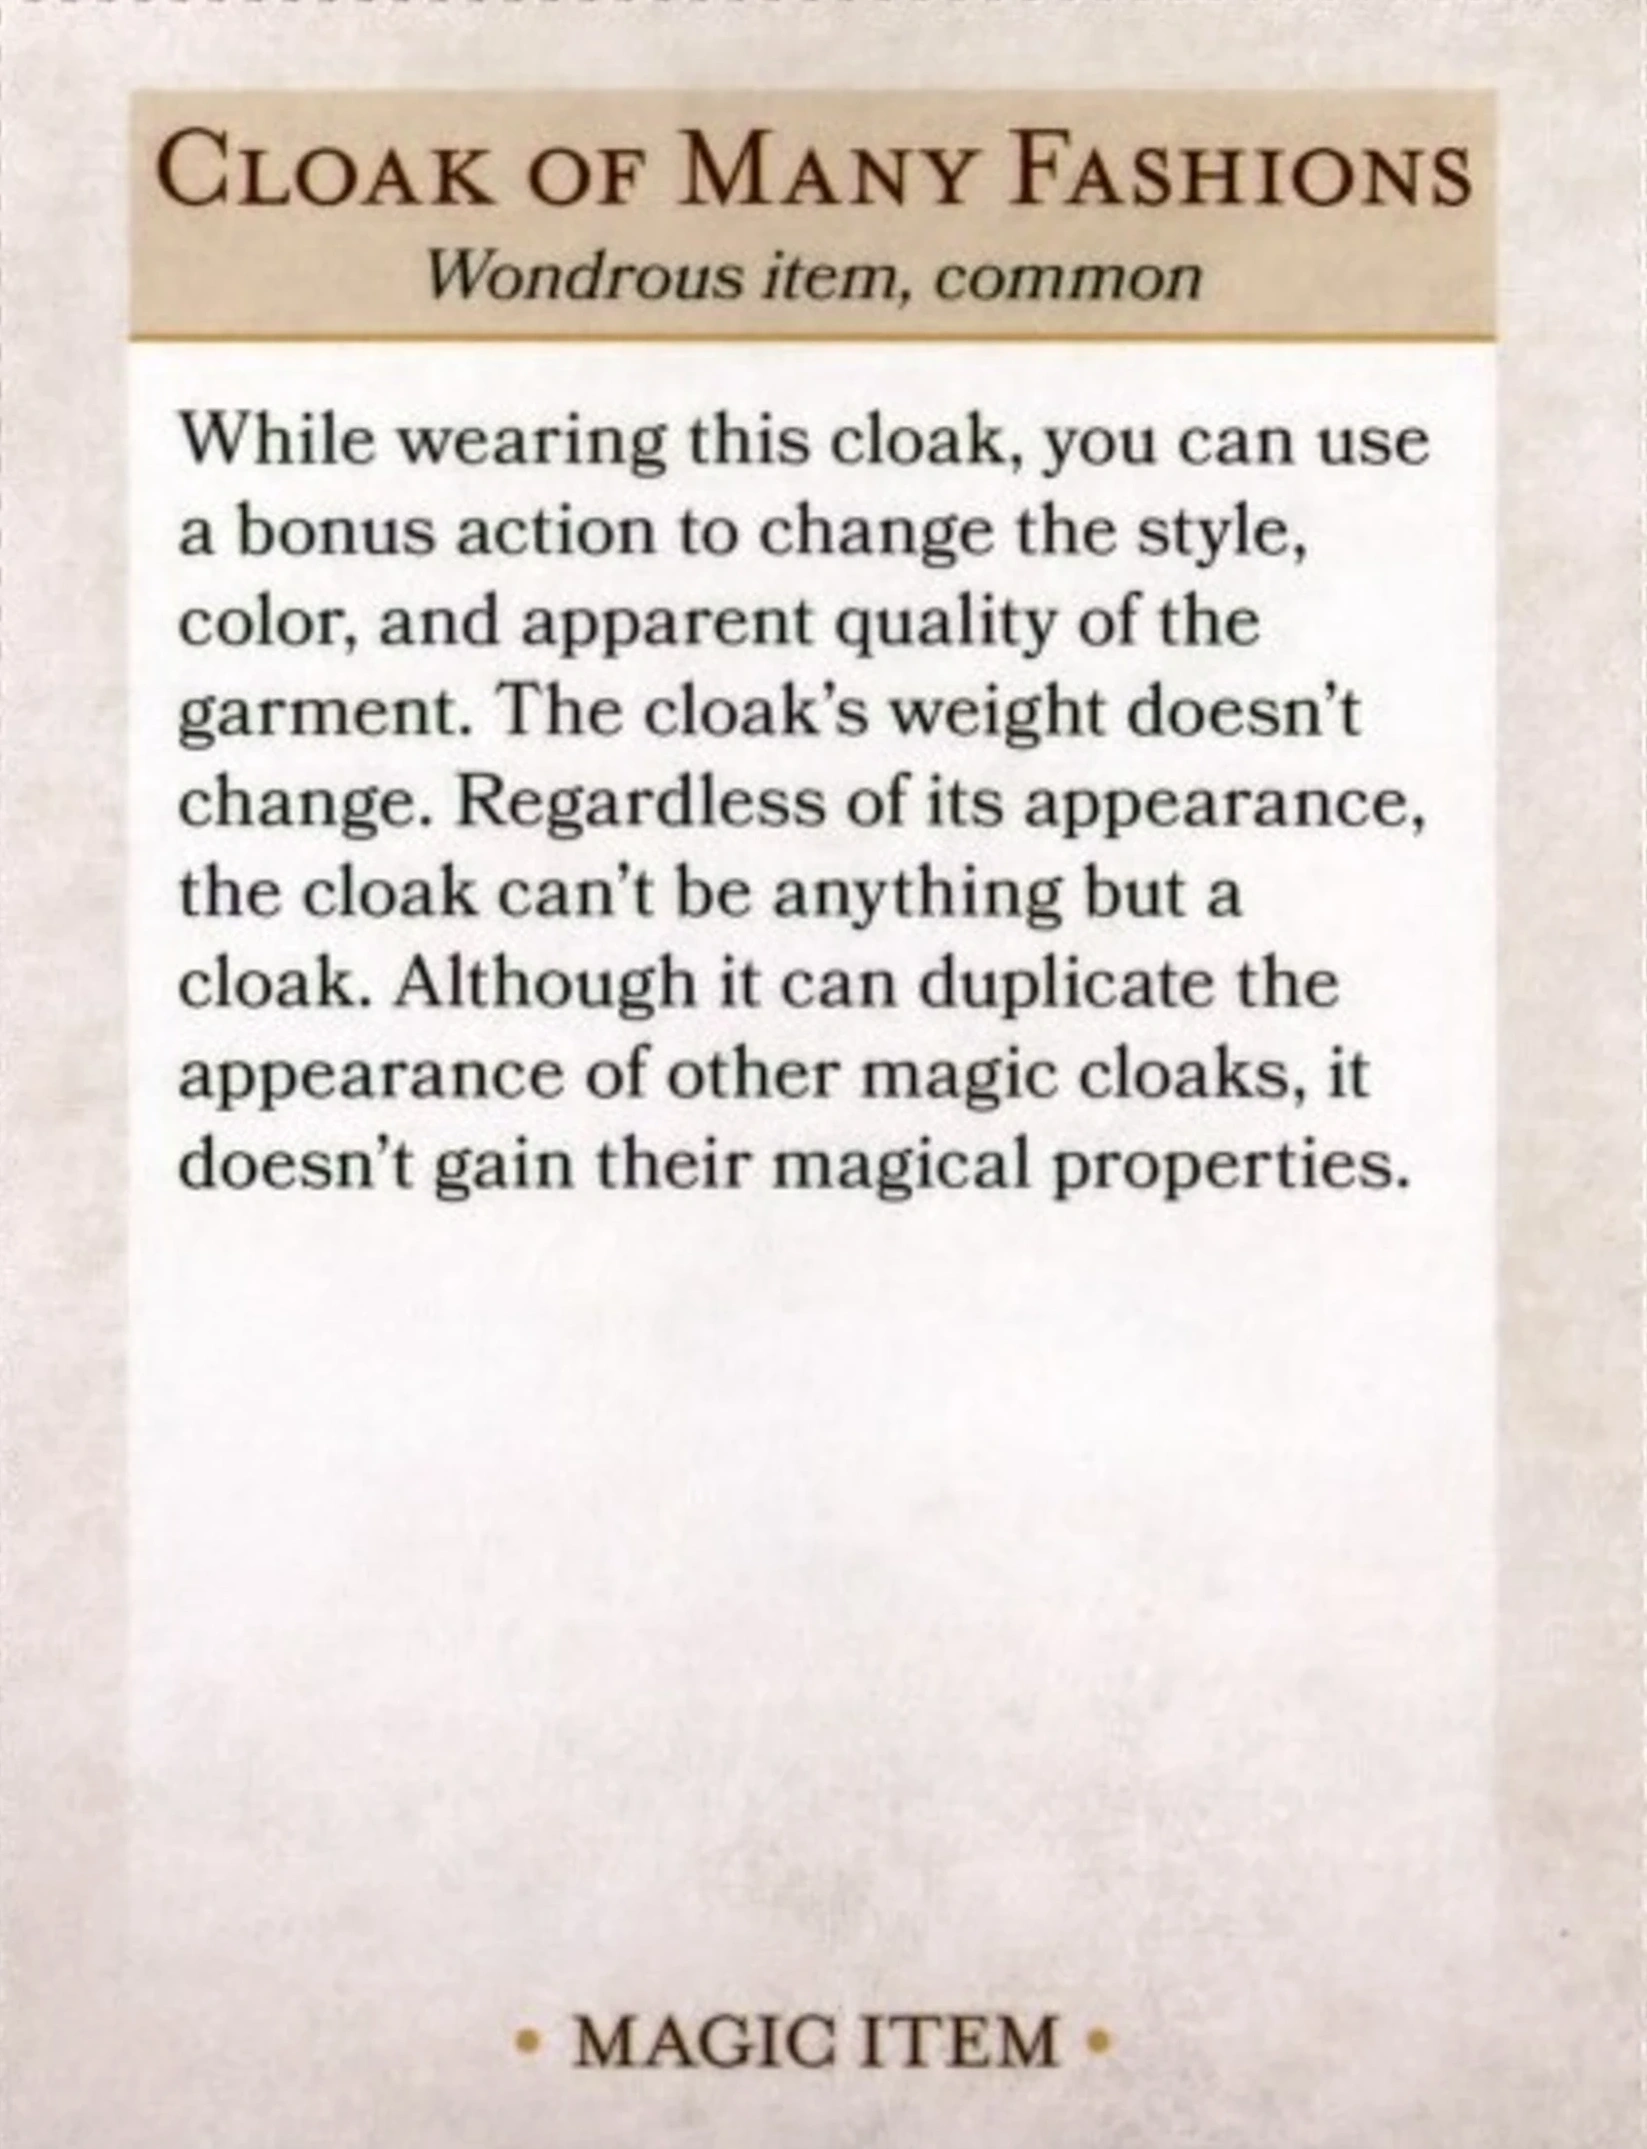 CLOAK OF MANY FASHIONS
Wondrous item, common
While wearing this cloak, you can use
a bonus action to change the style,
color, and apparent quality of the
garment. The cloak’s weight doesn’t
change. Regardless of its appearance,
the cloak can’t be anything but a
cloak. Although it can duplicate the
appearance of other magic cloaks, it
doesn’t gain their magical properties.
• MAGIC ITEM •